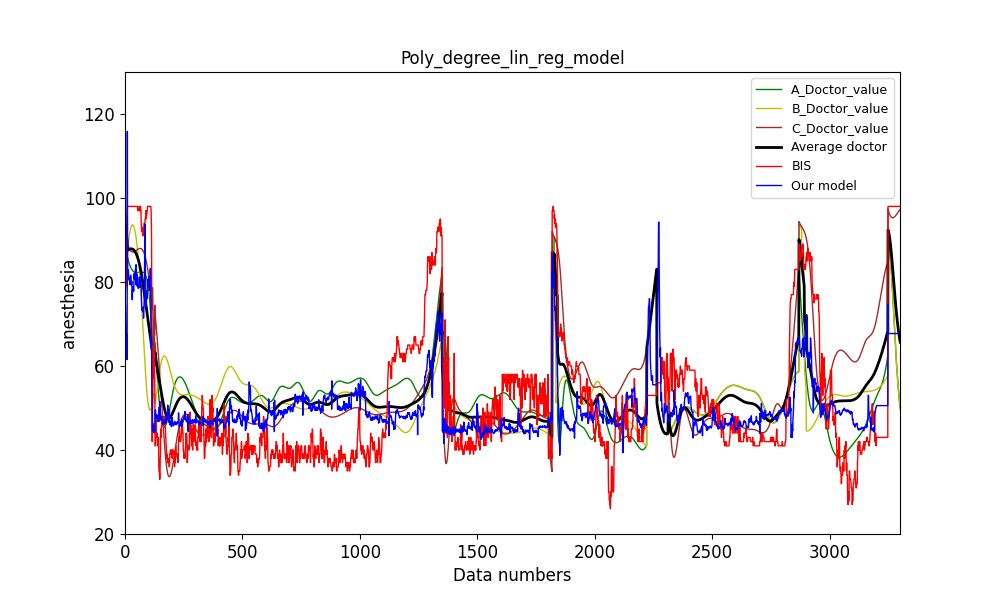 Poly_degree_lin_reg_model
A_Doctor_value
B_Doctor_value
C_Doctor_value
Average doctor
BIS
Our model
anesthesia
120
100
80
60
40
20
0 500 1000 1500 2000 2500 3000
Data numbers